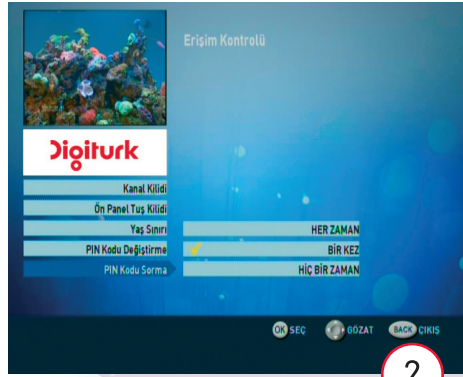 Erişim Kontrolü
Digiturk
Kanal Kilidi
Ön Panel Tuş Kilidi
Yaş Sınırı
PIN Kodu Değiştirme
PIN Kodu Sorma
HER ZAMAN
BİR KEZ
HİÇ BİR ZAMAN
OK SEÇ
GÖZAT
BACK ÇIKIŞ
2